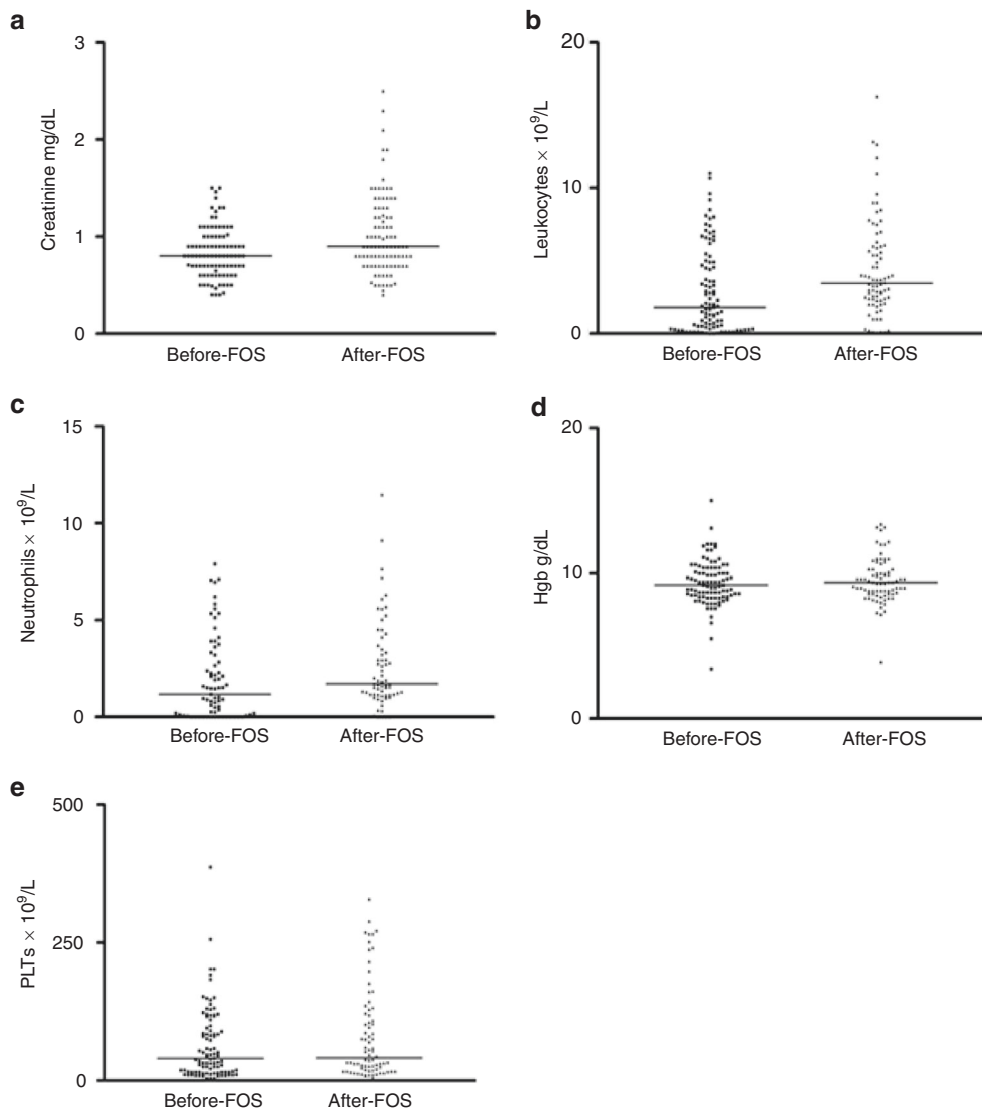 a
3
2
1
0
Creatinine mg/dL
Before-FOS
After-FOS
b
20
10
0
Leukocytes × 10⁹/L
Before-FOS
After-FOS
c
15
10
5
0
Neutrophils × 10⁹/L
Before-FOS
After-FOS
d
20
10
0
Hgb g/dL
Before-FOS
After-FOS
e
500
250
0
PLTs × 10⁹/L
Before-FOS
After-FOS